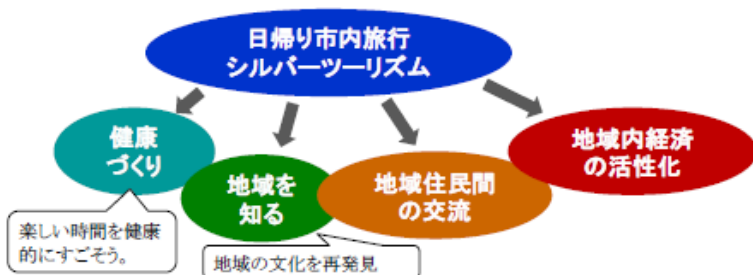 日帰り市内旅行
シルバーツーリズム
健康
づくり
地域を
知る
地域住民間
の交流
地域内経済
の活性化
楽しい時間を健康
的にすごそう。
地域の文化を再発見